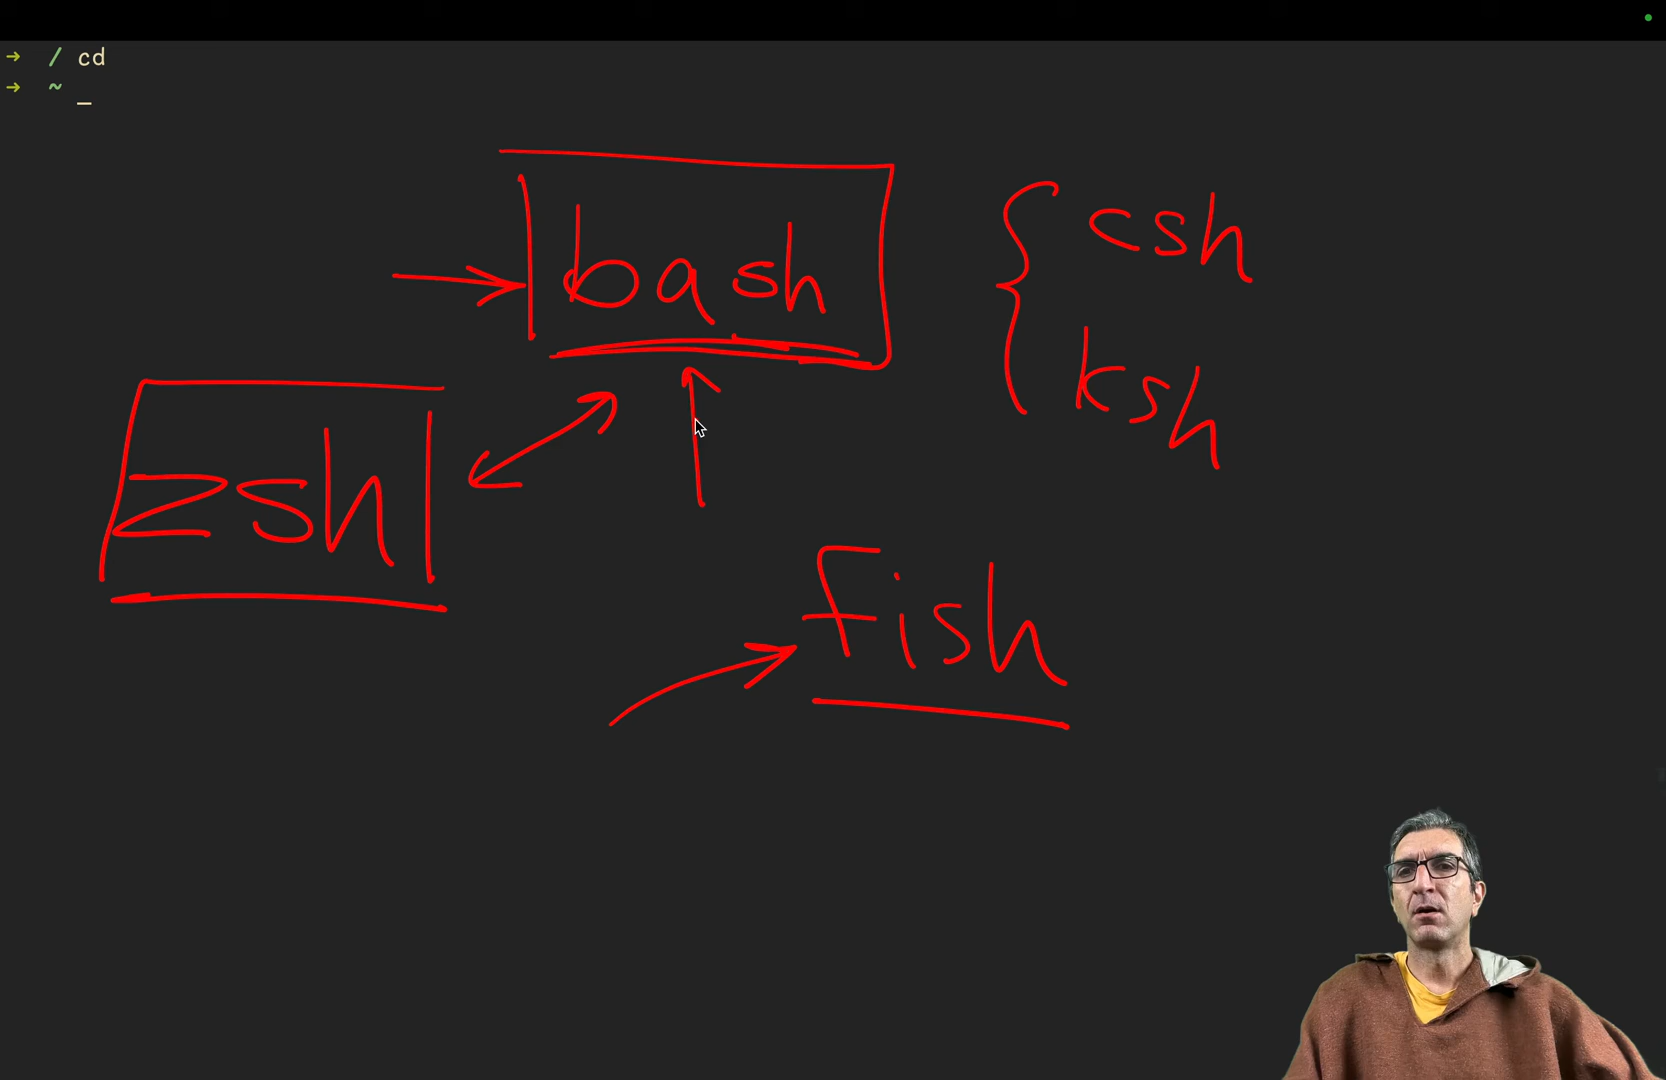 ➜ / cd
➜ ~ _
bash
csh
ksh
zsh
fish